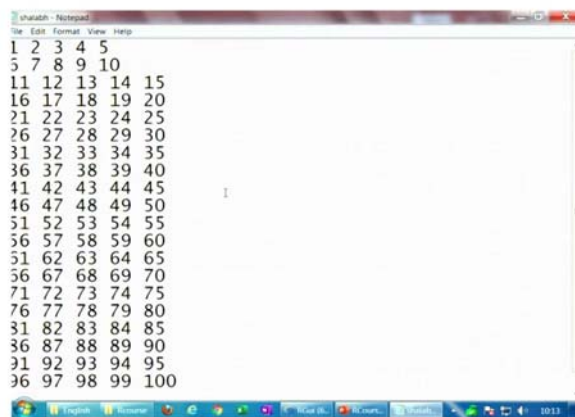 shalabh - Notepad
File Edit Format View Help
1 2 3 4 5
6 7 8 9 10
11 12 13 14 15
16 17 18 19 20
21 22 23 24 25
26 27 28 29 30
31 32 33 34 35
36 37 38 39 40
41 42 43 44 45
46 47 48 49 50
51 52 53 54 55
56 57 58 59 60
61 62 63 64 65
66 67 68 69 70
71 72 73 74 75
76 77 78 79 80
81 82 83 84 85
86 87 88 89 90
91 92 93 94 95
96 97 98 99 100
English Rcourse RGui RCours... Shalab... 10:13